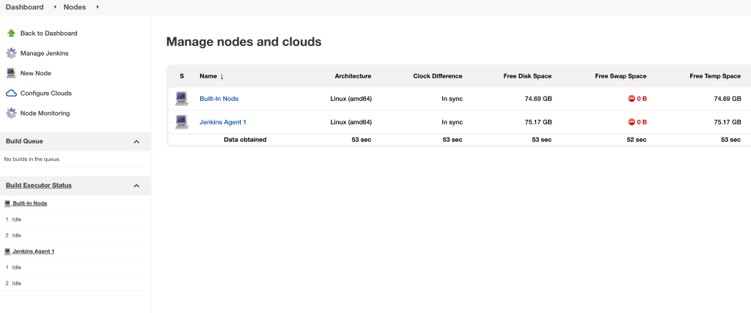 Dashboard
Nodes
Back to Dashboard
Manage Jenkins
New Node
Configure Clouds
Node Monitoring
Build Queue
No builds in the queue.
Build Executor Status
Built-In Node
1 Idle
2 Idle
Jenkins Agent 1
1 Idle
2 Idle
Manage nodes and clouds
S Name ↓ Architecture Clock Difference Free Disk Space Free Swap Space Free Temp Space
Built-In Node Linux (amd64) In sync 74.69 GB 0 B 74.69 GB
Jenkins Agent 1 Linux (amd64) In sync 75.17 GB 0 B 75.17 GB
Data obtained 53 sec 53 sec 53 sec 52 sec 53 sec